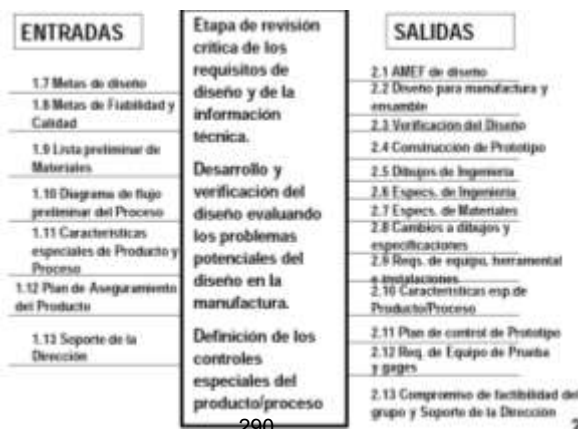 ENTRADAS
1.7 Metas de diseño
1.8 Metas de Fiabilidad y
Calidad
1.9 Lista preliminar de
Materiales
1.10 Diagrama de flujo
preliminar del Proceso
1.11 Características
especiales de Producto y
Proceso
1.12 Plan de Aseguramiento
del Producto
1.13 Soporte de la
Dirección
Etapa de revisión
crítica de los
requisitos de
diseño y de la
información
técnica.
Desarrollo y
verificación del
diseño evaluando
los problemas
potenciales del
diseño en la
manufactura.
Definición de los
controles
especiales del
producto/proceso
290
SALIDAS
2.1 AMEF de diseño
2.2 Diseño para manufactura y
ensamble
2.3 Verificación del Diseño
2.4 Construcción de Prototipo
2.5 Dibujos de Ingeniería
2.6 Especs. de Ingeniería
2.7 Especs. de Materiales
2.8 Cambios a dibujos y
especificaciones
2.9 Reqs. de equipo, herramental
e instalaciones
2.10 Características esp.de
Producto/Proceso
2.11 Plan de control de Prototipo
2.12 Req. de Equipo de Prueba
y gages
2.13 Compromiso de factibilidad del
grupo y Soporte de la Dirección
2